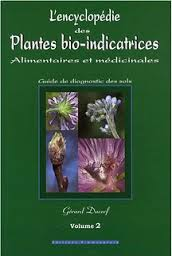 L'encyclopédie
des
Plantes bio-indicatrices
Alimentaires et médicinales
Guide de diagnostic des sols
Gérard Ducerf
Volume 2
Editions Promonature